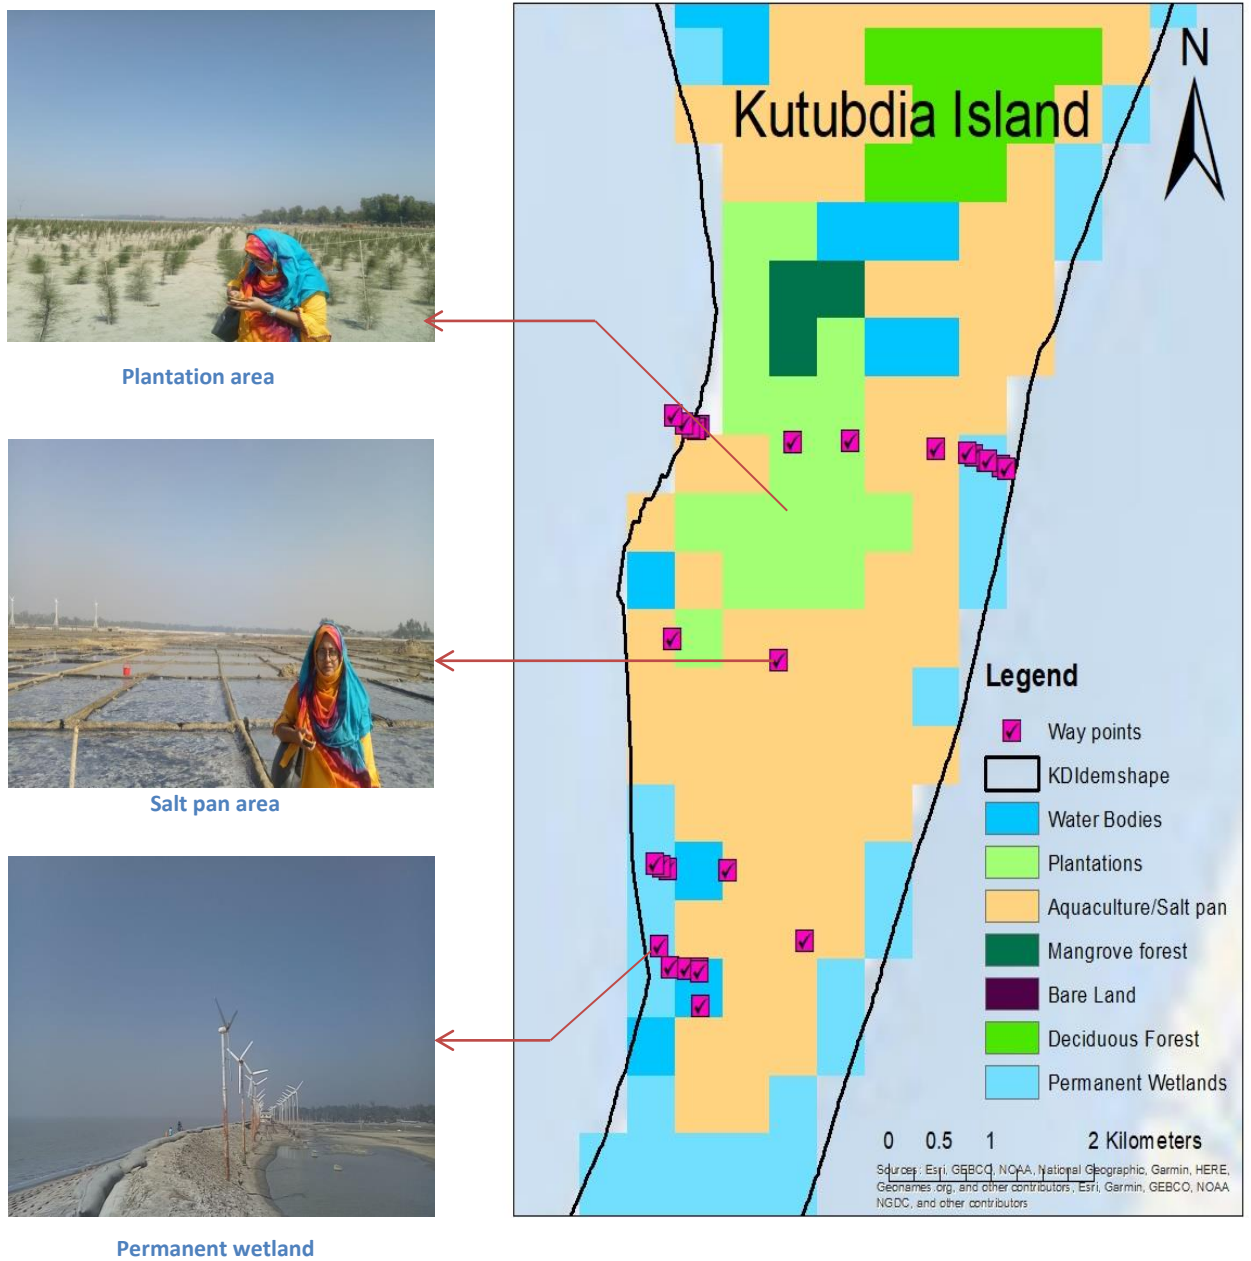 Plantation area
Salt pan area
Permanent wetland
Kutubdia Island
N
Legend
Way points
KDIdemshape
Water Bodies
Plantations
Aquaculture/Salt pan
Mangrove forest
Bare Land
Deciduous Forest
Permanent Wetlands
0 0.5 1 2 Kilometers
Sources: Esri, GEBCO, NOAA, National Geographic, Garmin, HERE,
Geonames.org, and other contributors, Esri, Garmin, GEBCO, NOAA
NGDC, and other contributors